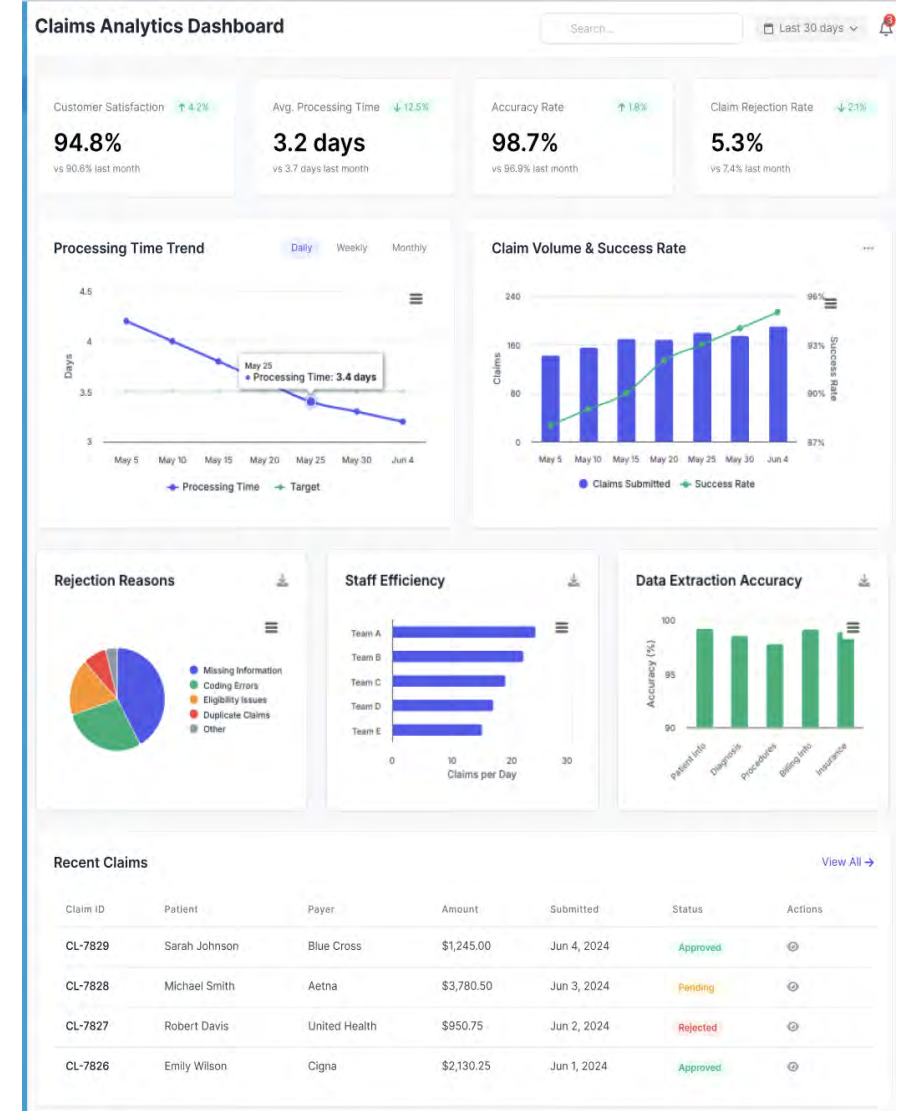 Claims Analytics Dashboard
Search...
Last 30 days
3
Customer Satisfaction ↑ 4.2%
94.8%
vs 90.6% last month
Avg. Processing Time ↓ 12.5%
3.2 days
vs 3.7 days last month
Accuracy Rate ↑ 1.8%
98.7%
vs 96.9% last month
Claim Rejection Rate ↓ 2.1%
5.3%
vs 7.4% last month
Processing Time Trend
Daily Weekly Monthly
Days
4.5
4
3.5
3
May 25
Processing Time: 3.4 days
May 5 May 10 May 15 May 20 May 25 May 30 Jun 4
Processing Time Target
Claim Volume & Success Rate
Claims
240
160
80
0
96%
93%
90%
87%
Success Rate
May 5 May 10 May 15 May 20 May 25 May 30 Jun 4
Claims Submitted Success Rate
Rejection Reasons
Missing Information
Coding Errors
Eligibility Issues
Duplicate Claims
Other
Staff Efficiency
Team A
Team B
Team C
Team D
Team E
0 10 20 30
Claims per Day
Data Extraction Accuracy
Accuracy (%)
100
95
90
Patient Info Diagnosis Procedures Billing Info Insurance
Recent Claims
View All →
Claim ID Patient Payer Amount Submitted Status Actions
CL-7829 Sarah Johnson Blue Cross $1,245.00 Jun 4, 2024 Approved
CL-7828 Michael Smith Aetna $3,780.50 Jun 3, 2024 Pending
CL-7827 Robert Davis United Health $950.75 Jun 2, 2024 Rejected
CL-7826 Emily Wilson Cigna $2,130.25 Jun 1, 2024 Approved